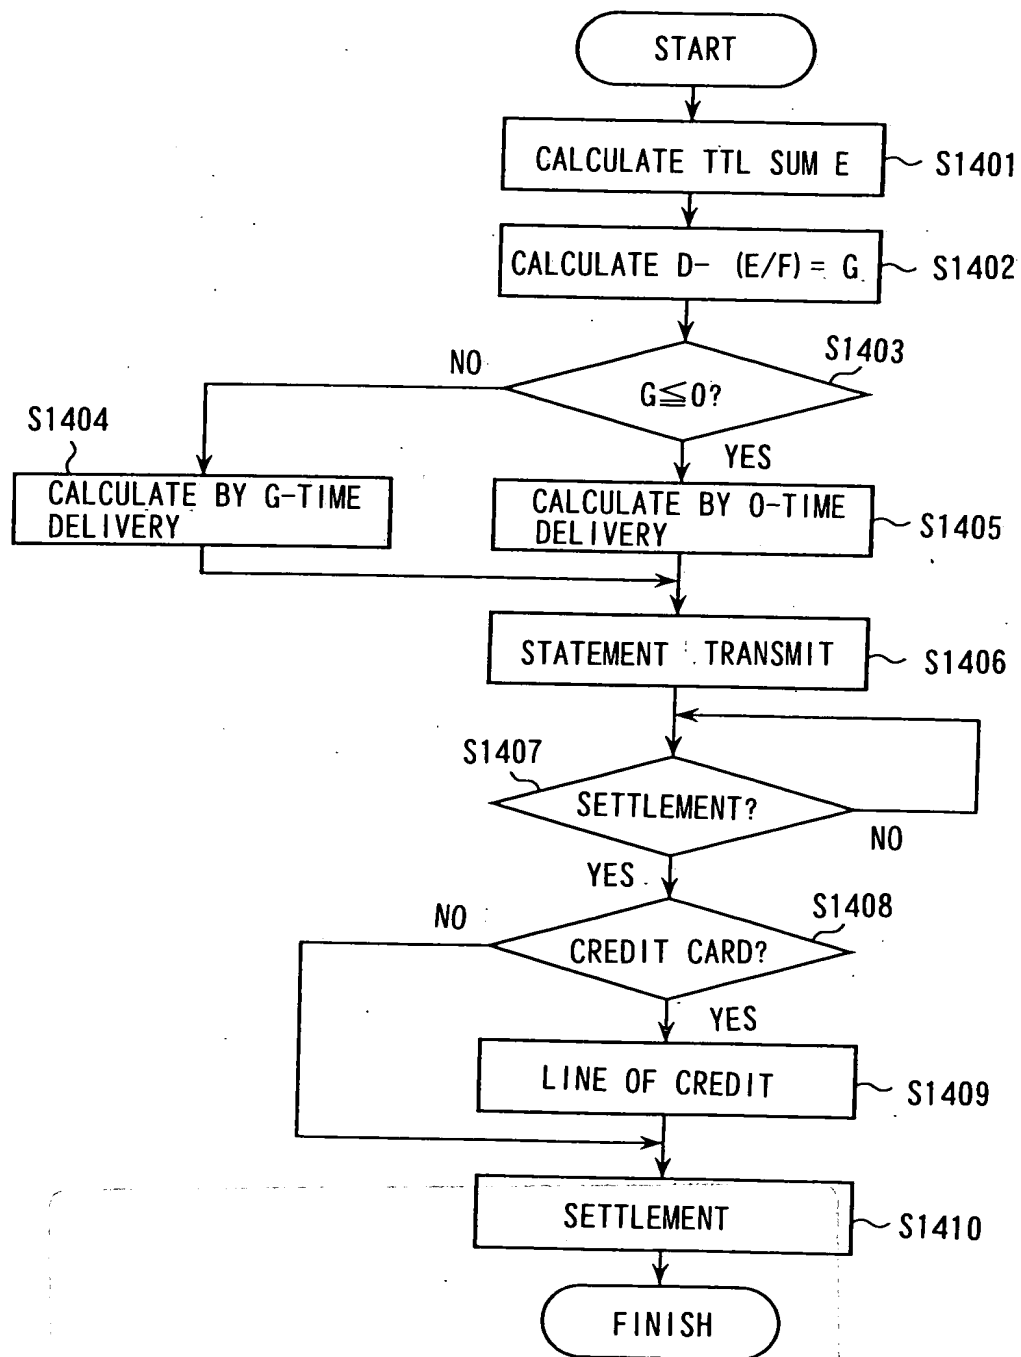 START
CALCULATE TTL SUM E
S1401
CALCULATE D- (E/F) = G
S1402
S1403
NO
G≦0?
S1404
YES
CALCULATE BY G-TIME
DELIVERY
CALCULATE BY 0-TIME
DELIVERY
S1405
STATEMENT TRANSMIT
S1406
S1407
SETTLEMENT?
NO
YES
S1408
NO
CREDIT CARD?
YES
LINE OF CREDIT
S1409
SETTLEMENT
S1410
FINISH